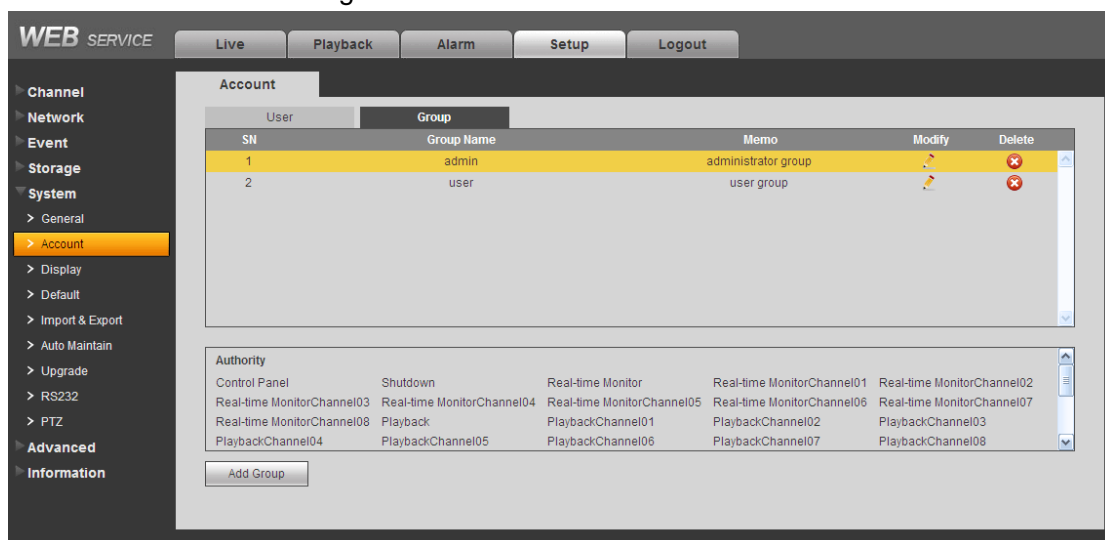 WEB SERVICE
Live Playback Alarm Setup Logout
Channel
Network
Event
Storage
System
> General
> Account
> Display
> Default
> Import & Export
> Auto Maintain
> Upgrade
> RS232
> PTZ
Advanced
Information
Account
User Group
SN Group Name Memo Modify Delete
1 admin administrator group
2 user user group
Authority
Control Panel Shutdown Real-time Monitor Real-time MonitorChannel01 Real-time MonitorChannel02
Real-time MonitorChannel03 Real-time MonitorChannel04 Real-time MonitorChannel05 Real-time MonitorChannel06 Real-time MonitorChannel07
Real-time MonitorChannel08 Playback PlaybackChannel01 PlaybackChannel02 PlaybackChannel03
PlaybackChannel04 PlaybackChannel05 PlaybackChannel06 PlaybackChannel07 PlaybackChannel08
Add Group